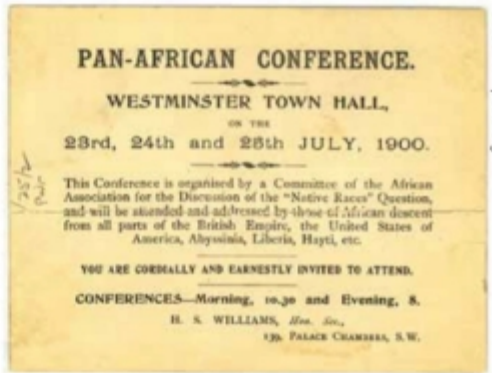 PAN-AFRICAN CONFERENCE.
WESTMINSTER TOWN HALL,
ON THE
23rd, 24th and 25th JULY, 1900.
This Conference is organised by a Committee of the African
Association for the Discussion of the "Native Races" Question,
and will be attended and addressed by those of African descent
from all parts of the British Empire, the United States of
America, Abyssinia, Liberia, Hayti, etc.
YOU ARE CORDIALLY AND EARNESTLY INVITED TO ATTEND.
CONFERENCES—Morning, 10.30 and Evening, 8.
H. S. WILLIAMS, Hon. Sec.,
139, PALACE CHAMBERS, S.W.